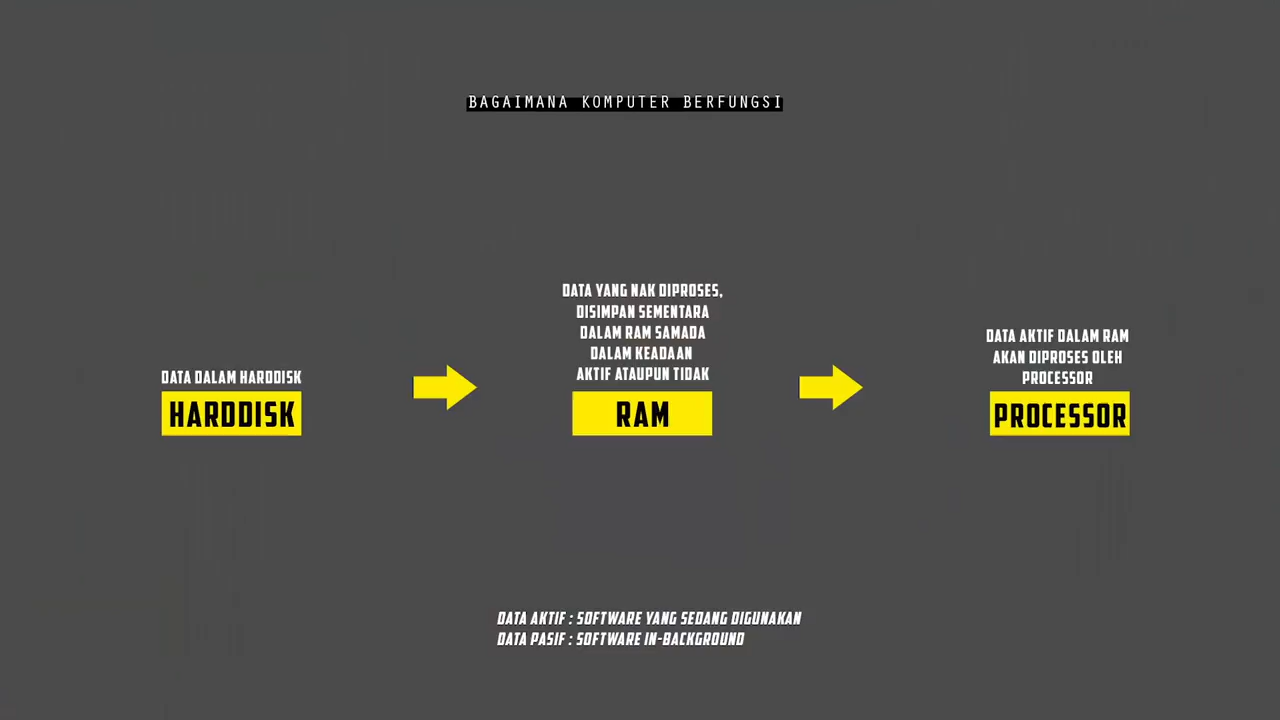 BAGAIMANA KOMPUTER BERFUNGSI
DATA DALAM HARDDISK
HARDDISK
DATA YANG NAK DIPROSES,
DISIMPAN SEMENTARA
DALAM RAM SAMADA
DALAM KEADAAN
AKTIF ATAUPUN TIDAK
RAM
DATA AKTIF DALAM RAM
AKAN DIPROSES OLEH
PROCESSOR
PROCESSOR
DATA AKTIF : SOFTWARE YANG SEDANG DIGUNAKAN
DATA PASIF : SOFTWARE IN-BACKGROUND